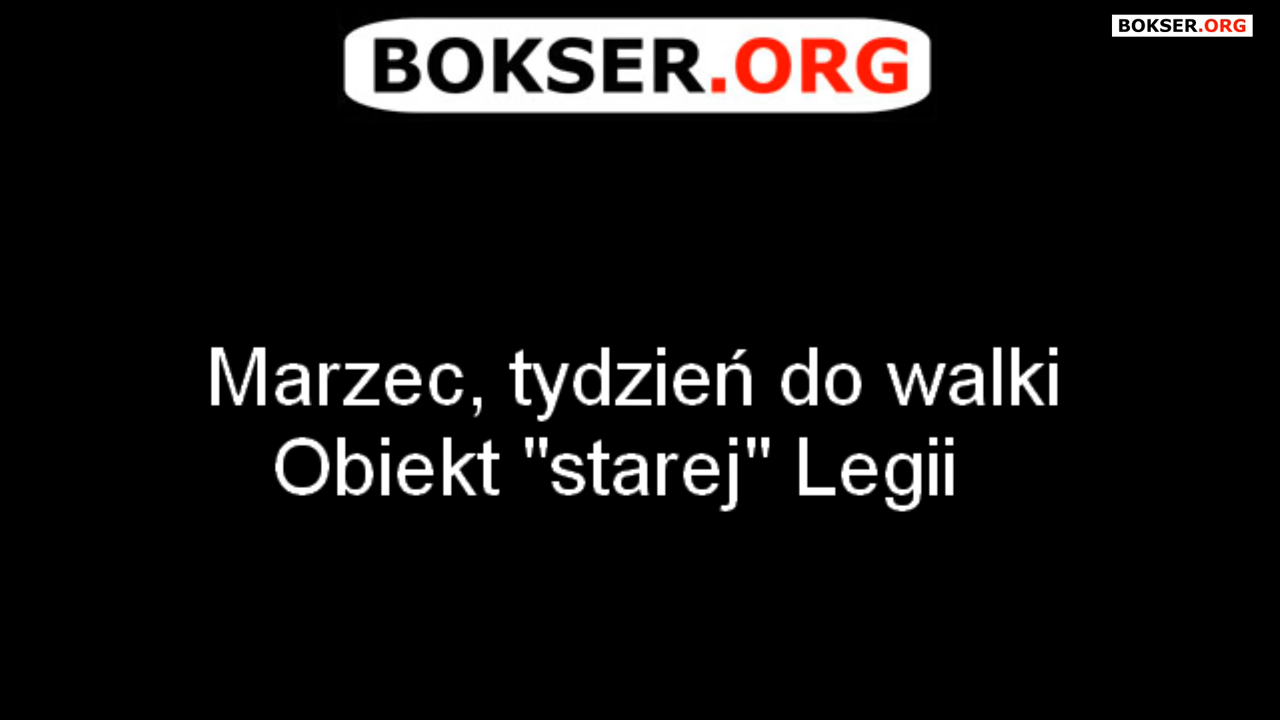 BOKSER.ORG
BOKSER.ORG
Marzec, tydzień do walki
Obiekt "starej" Legii